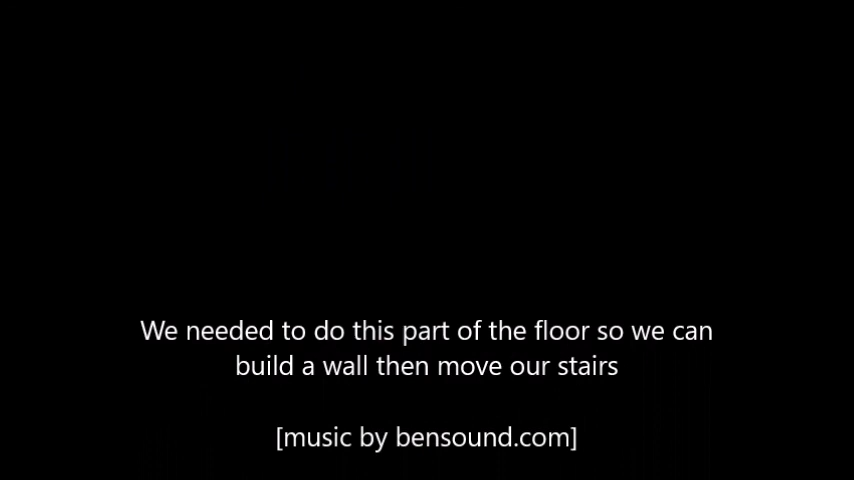 We needed to do this part of the floor so we can
build a wall then move our stairs
[music by bensound.com]